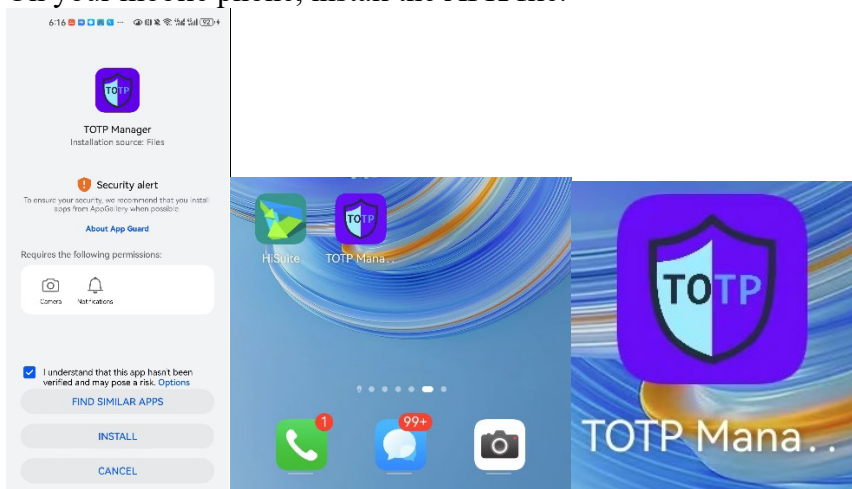 6:16
92
TOTP
TOTP Manager
Installation source: Files
Security alert
To ensure your security, we recommend that you install
apps from AppGallery when possible.
About App Guard
Requires the following permissions:
Camera Notifications
I understand that this app hasn't been
verified and may pose a risk. Options
FIND SIMILAR APPS
INSTALL
CANCEL
TOTP
HiSuite TOTP Mana..
1 99+
TOTP
TOTP Mana..